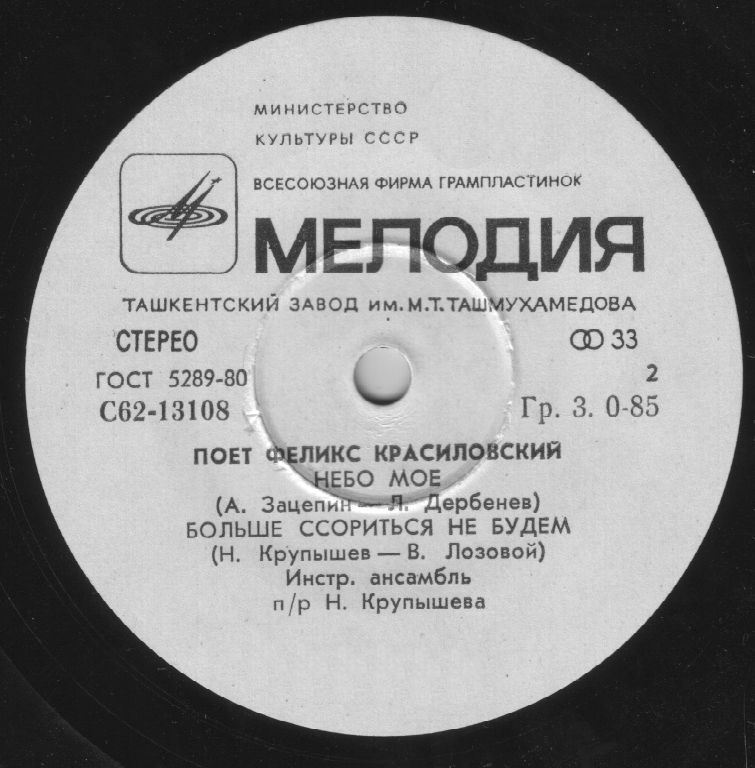 МИНИСТЕРСТВО
КУЛЬТУРЫ СССР
ВСЕСОЮЗНАЯ ФИРМА ГРАМПЛАСТИНОК
МЕЛОДИЯ
ТАШКЕНТСКИЙ ЗАВОД ИМ. М. Т. ТАШМУХАМЕДОВА
СТЕРЕО 33
ГОСТ 5289-80 2
С62-13108 Гр. 3. 0-85
ПОЕТ ФЕЛИКС КРАСИЛОВСКИЙ
НЕБО МОЕ
(А. Зацепин — Л. Дербенев)
БОЛЬШЕ ССОРИТЬСЯ НЕ БУДЕМ
(Н. Крупышев — В. Лозовой)
Инстр. ансамбль
п/р Н. Крупышева